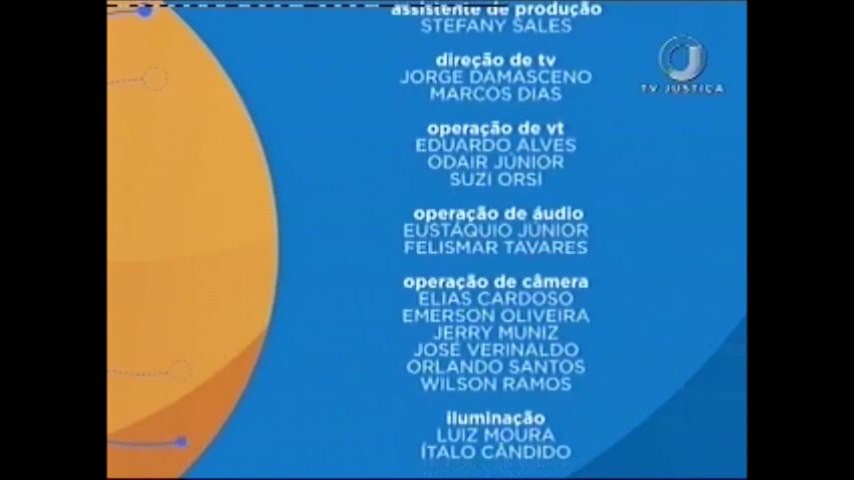 assistente de produção
STEFANY SALES
direção de tv
JORGE DAMASCENO
MARCOS DIAS
TV JUSTIÇA
operação de vt
EDUARDO ALVES
ODAIR JÚNIOR
SUZI ORSI
operação de áudio
EUSTÁQUIO JÚNIOR
FELISMAR TAVARES
operação de câmera
ELIAS CARDOSO
EMERSON OLIVEIRA
JERRY MUNIZ
JOSÉ VERINALDO
ORLANDO SANTOS
WILSON RAMOS
iluminação
LUIZ MOURA
ÍTALO CÂNDIDO